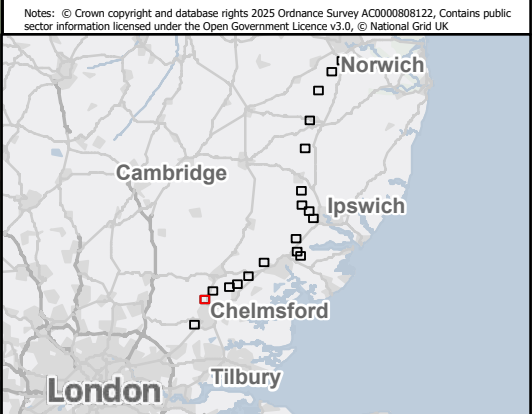 Notes: © Crown copyright and database rights 2025 Ordnance Survey AC0000808122, Contains public
sector information licensed under the Open Government Licence v3.0, © National Grid UK
Norwich
Cambridge
Ipswich
Chelmsford
Tilbury
London